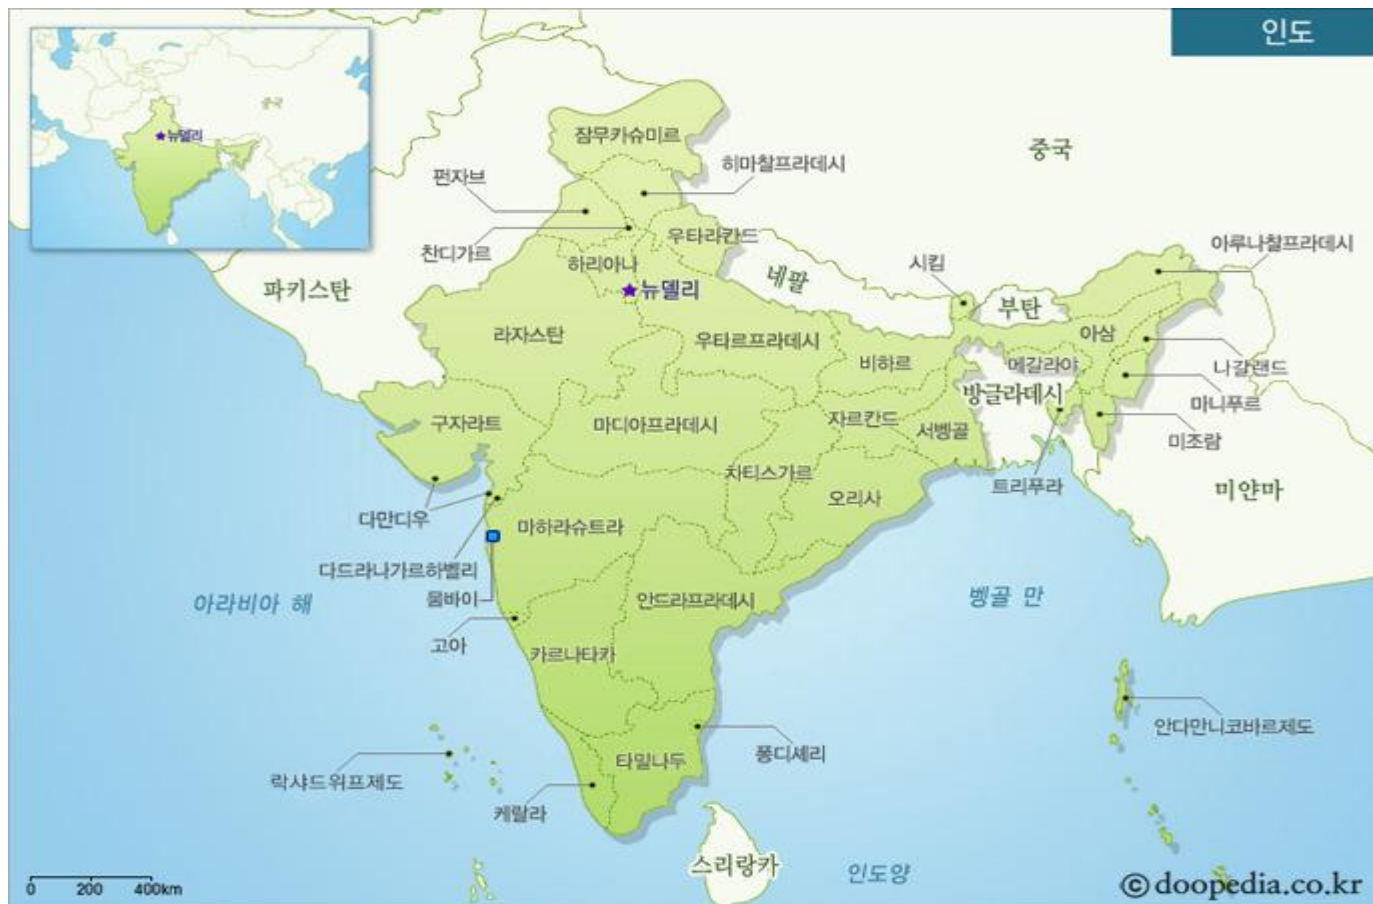 인도
중국
뉴델리
잠무카슈미르
중국
히마찰프라데시
펀자브
우타라칸드
아루나찰프라데시
찬디가르
하리아나
시킴
네팔
파키스탄
뉴델리
부탄
라자스탄
우타르프라데시
아삼
비하르
메갈라야
나갈랜드
방글라데시
마니푸르
구자라트
마디아프라데시
자르칸드
서벵골
미조람
차티스가르
트리푸라
미얀마
오리사
다만디우
마하라슈트라
다드라나가르하벨리
뭄바이
아라비아 해
안드라프라데시
벵골 만
고아
카르나타카
안다만니코바르제도
퐁디셰리
타밀나두
락샤드위프제도
케랄라
스리랑카
인도양
0 200 400km
©doopedia.co.kr